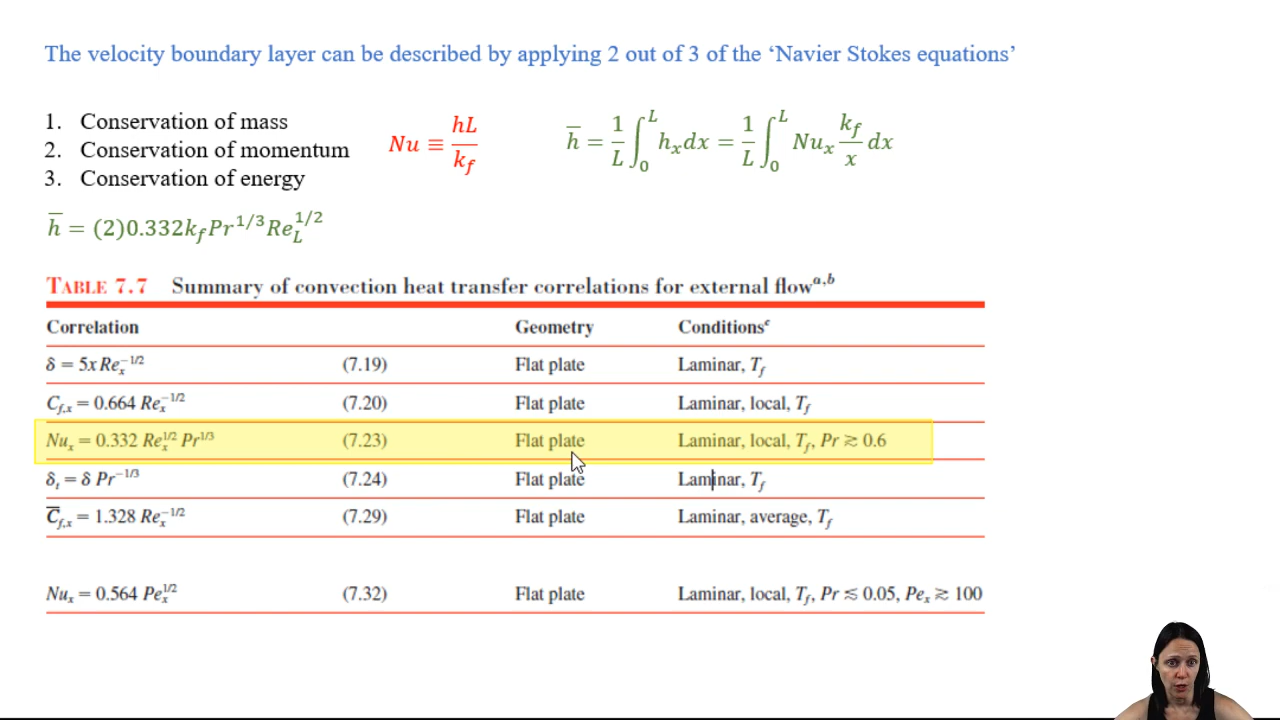 The velocity boundary layer can be described by applying 2 out of 3 of the ‘Navier Stokes equations’
1. Conservation of mass
2. Conservation of momentum
3. Conservation of energy
Nu ≡ hL/k_f
h̅ = 1/L ∫₀ᴸ h_x dx = 1/L ∫₀ᴸ Nu_x k_f/x dx
h̅ = (2)0.332k_f Pr^{1/3} Re_L^{1/2}
TABLE 7.7 Summary of convection heat transfer correlations for external flow^{a,b}
Correlation Geometry Conditions^c
δ = 5x Re_x^{-1/2} (7.19) Flat plate Laminar, T_f
C_{f,x} = 0.664 Re_x^{-1/2} (7.20) Flat plate Laminar, local, T_f
Nu_x = 0.332 Re_x^{1/2} Pr^{1/3} (7.23) Flat plate Laminar, local, T_f, Pr ≳ 0.6
δ_t = δ Pr^{-1/3} (7.24) Flat plate Laminar, T_f
C̅_{f,x} = 1.328 Re_x^{-1/2} (7.29) Flat plate Laminar, average, T_f
Nu_x = 0.564 Pe_x^{1/2} (7.32) Flat plate Laminar, local, T_f, Pr ≲ 0.05, Pe_x ≳ 100